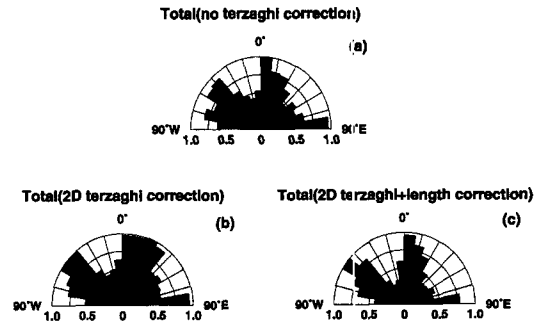 Total(no terzaghi correction)
(a)
0°
90°W 90°E
1.0 0.5 0 0.5 1.0
Total(2D terzaghi correction)
0° (b)
90°W 90°E
1.0 0.5 0 0.5 1.0
Total(2D terzaghi+length correction)
0° (c)
90°W 90°E
1.0 0.5 0 0.5 1.0